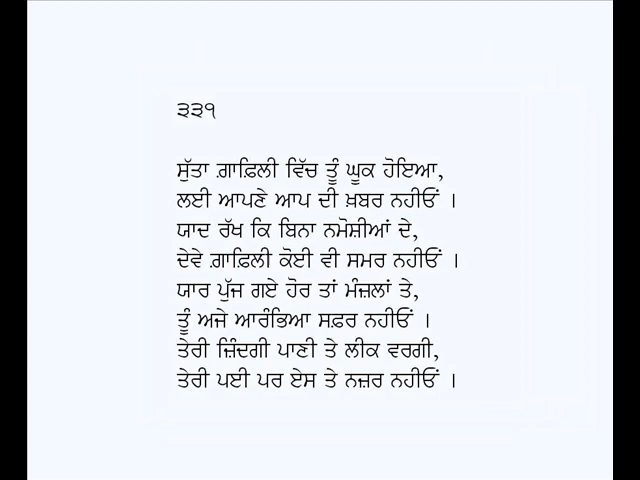 ੩੩੧
ਸੁੱਤਾ ਗ਼ਾਫ਼ਿਲੀ ਵਿੱਚ ਤੂੰ ਘੂਕ ਹੋਇਆ,
ਲਈ ਆਪਣੇ ਆਪ ਦੀ ਖ਼ਬਰ ਨਹੀਓਂ ।
ਯਾਦ ਰੱਖ ਕਿ ਬਿਨਾ ਨਮੋਸ਼ੀਆਂ ਦੇ,
ਦੇਵੇ ਗ਼ਾਫ਼ਿਲੀ ਕੋਈ ਵੀ ਸਮਰ ਨਹੀਓਂ ।
ਯਾਰ ਪੁੱਜ ਗਏ ਹੋਰ ਤਾਂ ਮੰਜ਼ਲਾਂ ਤੇ,
ਤੂੰ ਅਜੇ ਆਰੰਭਿਆ ਸਫ਼ਰ ਨਹੀਓਂ ।
ਤੇਰੀ ਜ਼ਿੰਦਗੀ ਪਾਣੀ ਤੇ ਲੀਕ ਵਰਗੀ,
ਤੇਰੀ ਪਈ ਪਰ ਏਸ ਤੇ ਨਜ਼ਰ ਨਹੀਓਂ ।